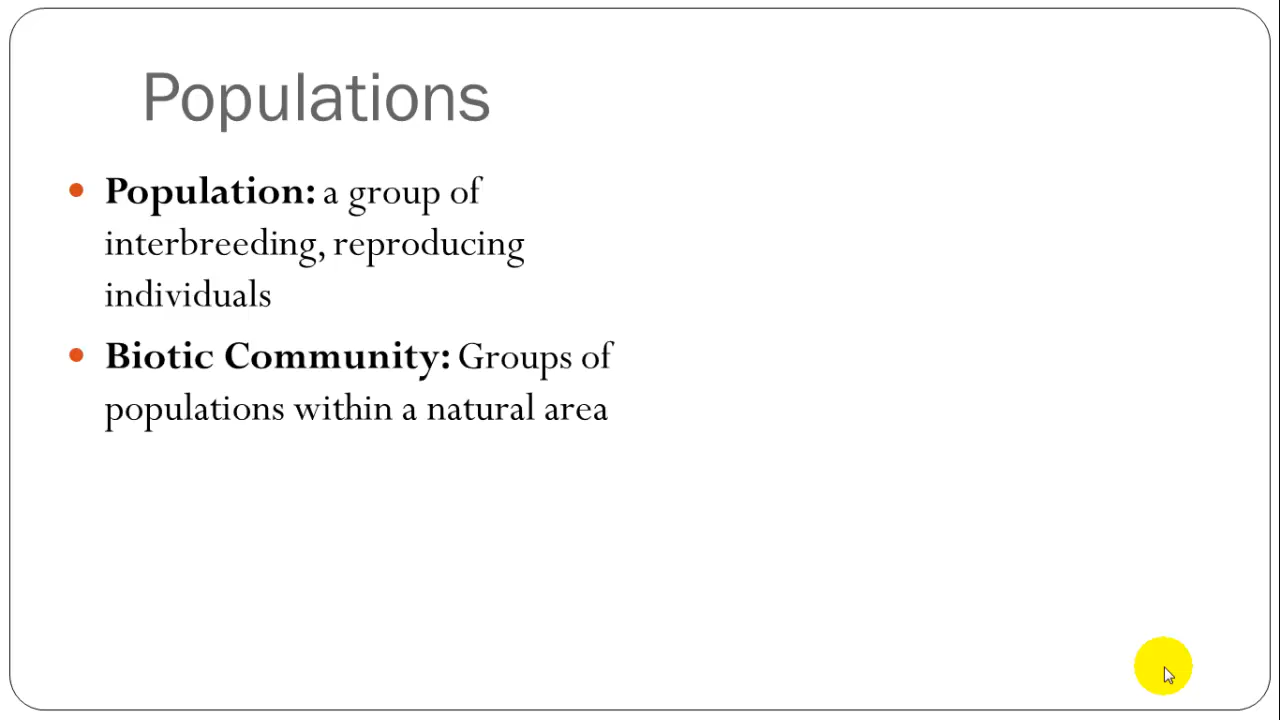 Populations
Population: a group of
interbreeding, reproducing
individuals
Biotic Community: Groups of
populations within a natural area